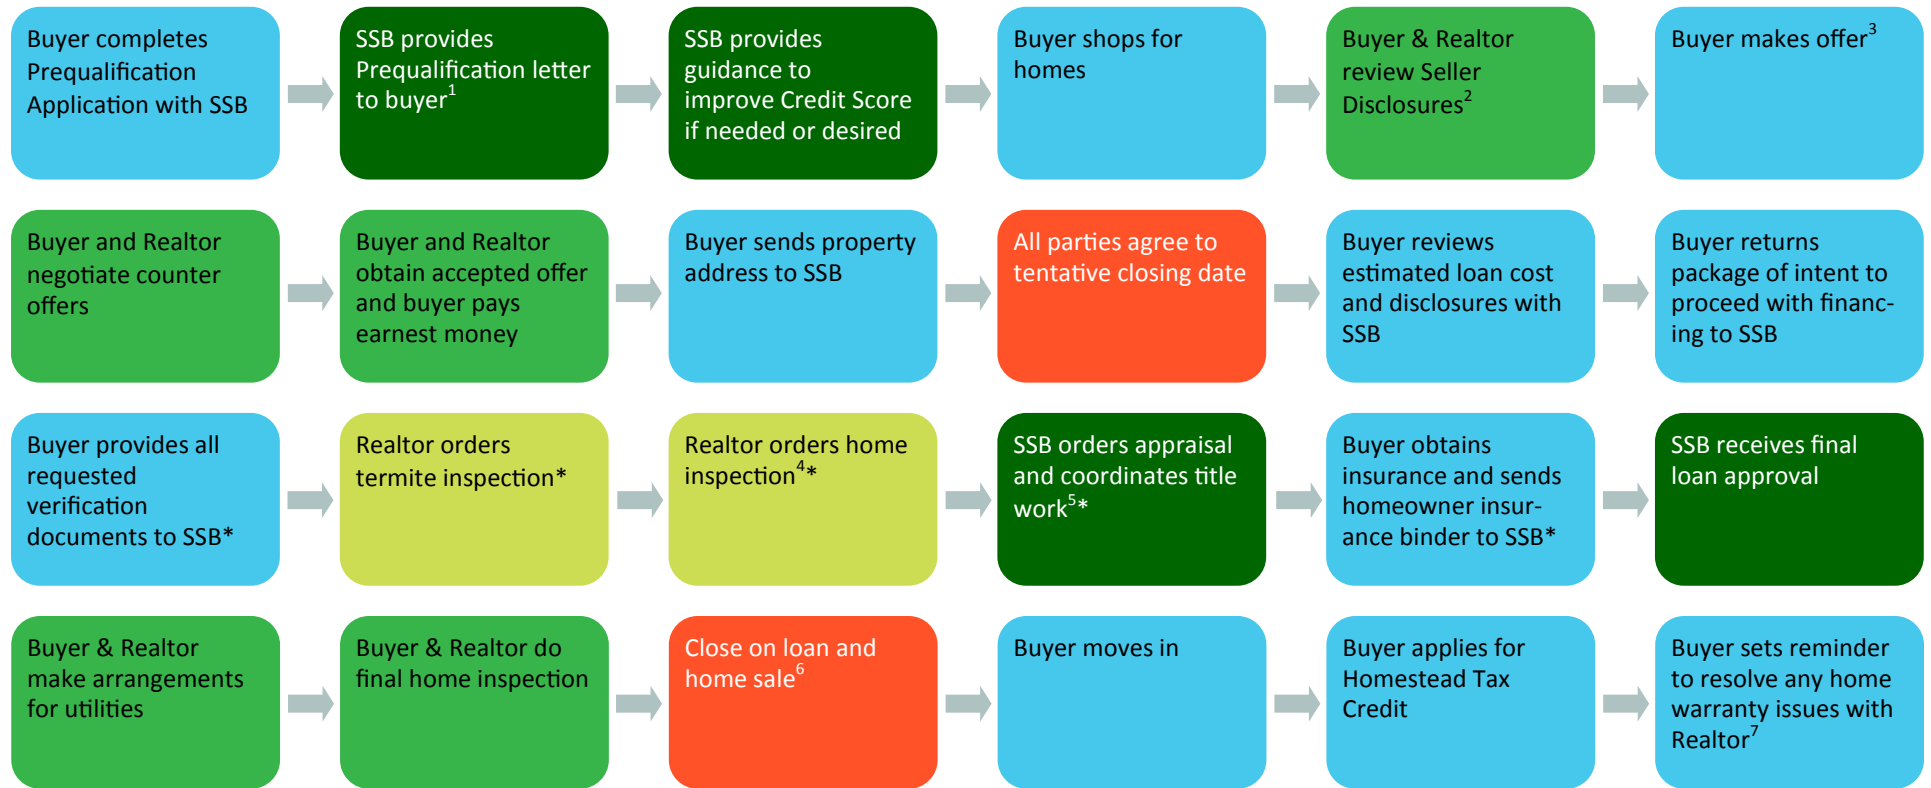 Buyer completes
Prequalification
Application with SSB
SSB provides
Prequalification letter
to buyer1
SSB provides
guidance to
improve Credit Score
if needed or desired
Buyer shops for
homes
Buyer & Realtor
review Seller
Disclosures2
Buyer makes offer3
Buyer and Realtor
negotiate counter
offers
Buyer and Realtor
obtain accepted offer
and buyer pays
earnest money
Buyer sends property
address to SSB
All parties agree to
tentative closing date
Buyer reviews
estimated loan cost
and disclosures with
SSB
Buyer returns
package of intent to
proceed with financ-
ing to SSB
Buyer provides all
requested
verification
documents to SSB*
Realtor orders
termite inspection*
Realtor orders home
inspection4*
SSB orders appraisal
and coordinates title
work5*
Buyer obtains
insurance and sends
homeowner insur-
ance binder to SSB*
SSB receives final
loan approval
Buyer & Realtor
make arrangements
for utilities
Buyer & Realtor do
final home inspection
Close on loan and
home sale6
Buyer moves in
Buyer applies for
Homestead Tax
Credit
Buyer sets reminder
to resolve any home
warranty issues with
Realtor7